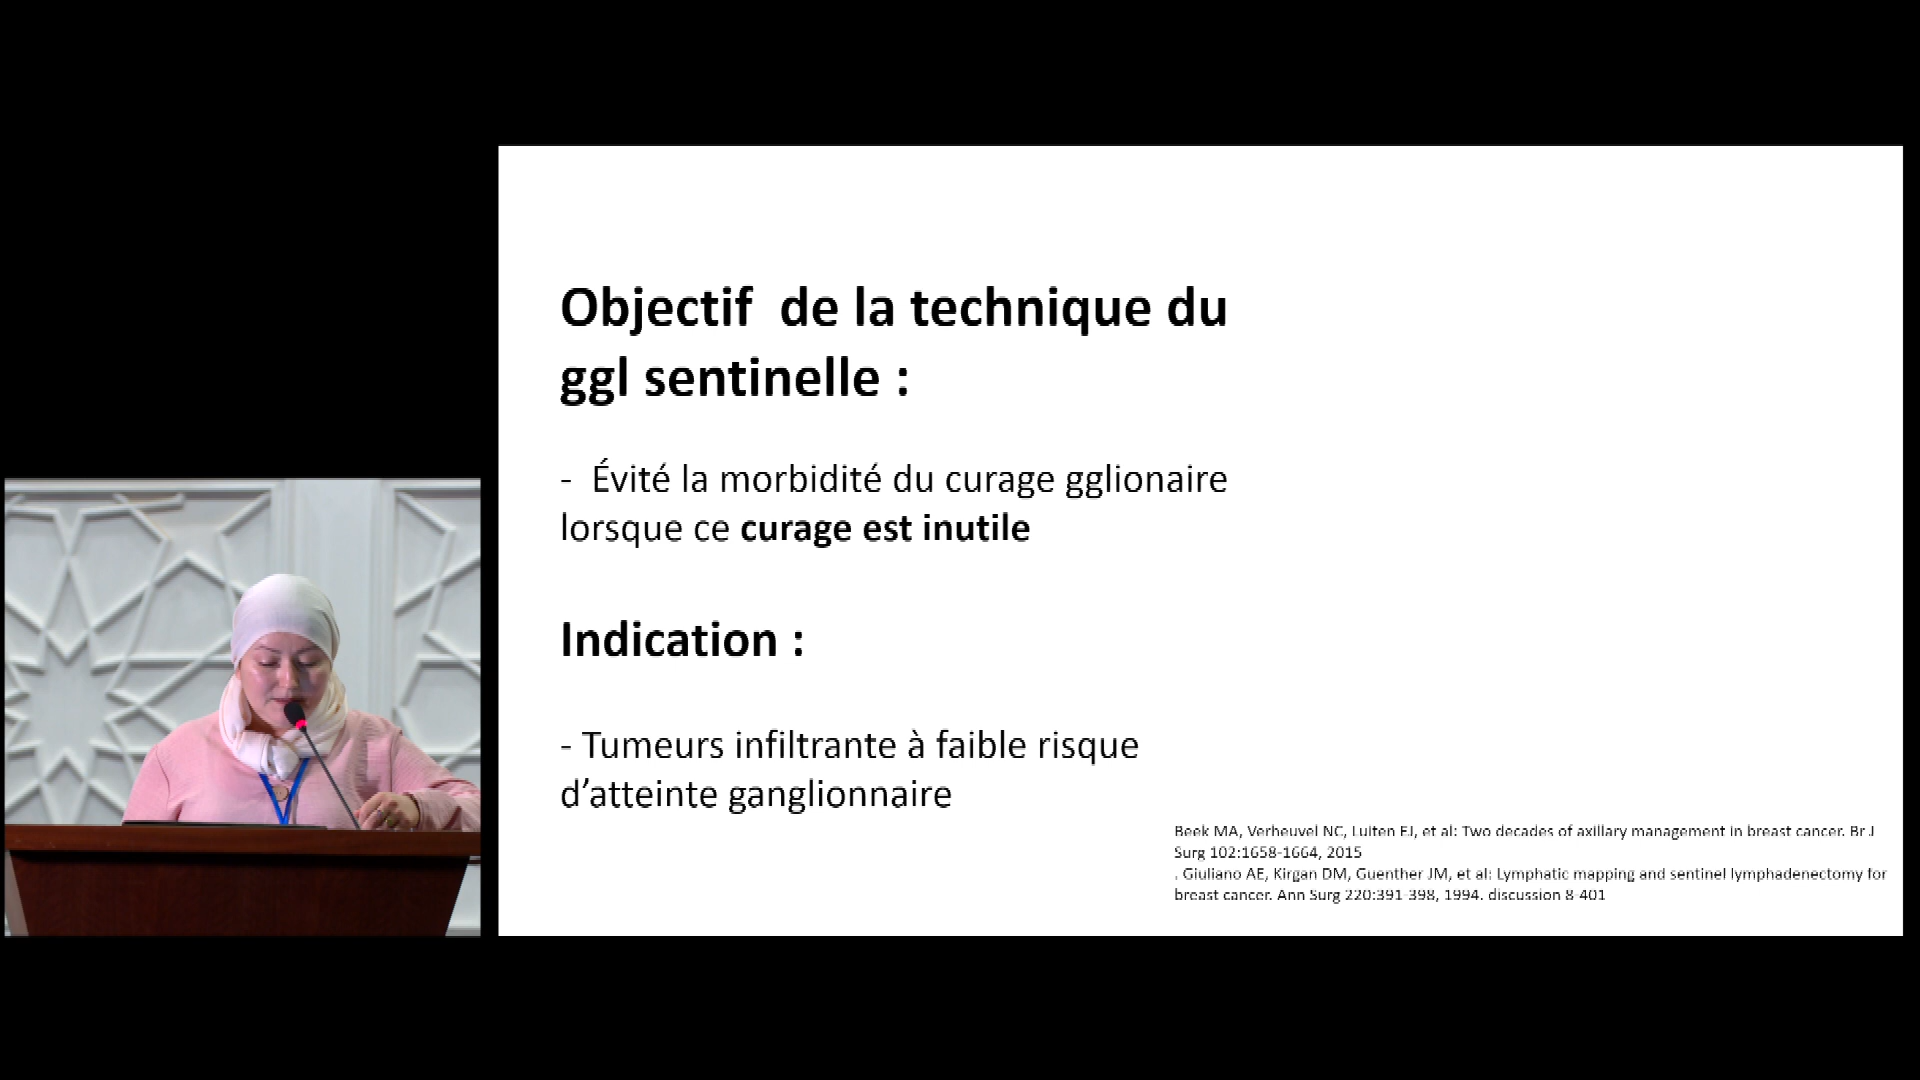 Objectif  de la technique du
ggl sentinelle :
-  Évité la morbidité du curage gglionaire
lorsque ce curage est inutile
Indication :
- Tumeurs infiltrante à faible risque
d’atteinte ganglionnaire
Beek MA, Verheuvel NC, Luiten EJ, et al: Two decades of axillary management in breast cancer. Br J
Surg 102:1658-1664, 2015
. Giuliano AE, Kirgan DM, Guenther JM, et al: Lymphatic mapping and sentinel lymphadenectomy for
breast cancer. Ann Surg 220:391-398, 1994. discussion 8-401